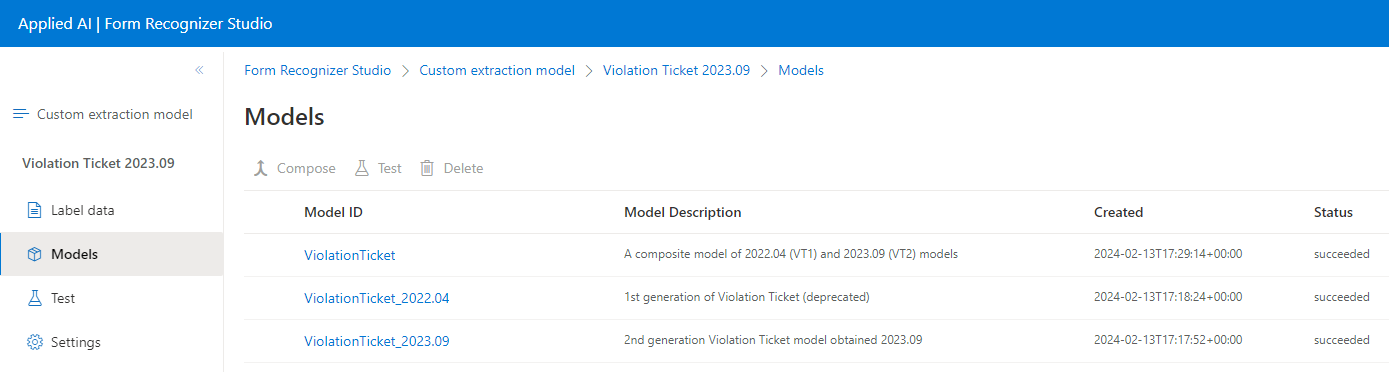 Applied AI | Form Recognizer Studio
«
Form Recognizer Studio > Custom extraction model > Violation Ticket 2023.09 > Models
Custom extraction model
Violation Ticket 2023.09
Label data
Models
Test
Settings
Models
Compose Test Delete
Model ID Model Description Created Status
ViolationTicket A composite model of 2022.04 (VT1) and 2023.09 (VT2) models 2024-02-13T17:29:14+00:00 succeeded
ViolationTicket_2022.04 1st generation of Violation Ticket (deprecated) 2024-02-13T17:18:24+00:00 succeeded
ViolationTicket_2023.09 2nd generation Violation Ticket model obtained 2023.09 2024-02-13T17:17:52+00:00 succeeded